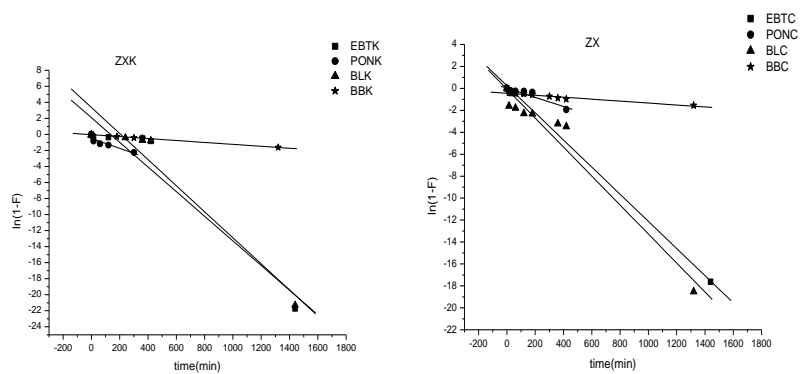 ZXK
EBTK
PONK
BLK
BBK
8
6
4
2
0
-2
-4
-6
-8
-10
-12
-14
-16
-18
-20
-22
-24
ln(1-F)
-200 0 200 400 600 800 1000 1200 1400 1600 1800
time(min)
ZX
EBTC
PONC
BLC
BBC
4
2
0
-2
-4
-6
-8
-10
-12
-14
-16
-18
-20
-22
ln(1-F)
-200 0 200 400 600 800 1000 1200 1400 1600 1800
time(min)